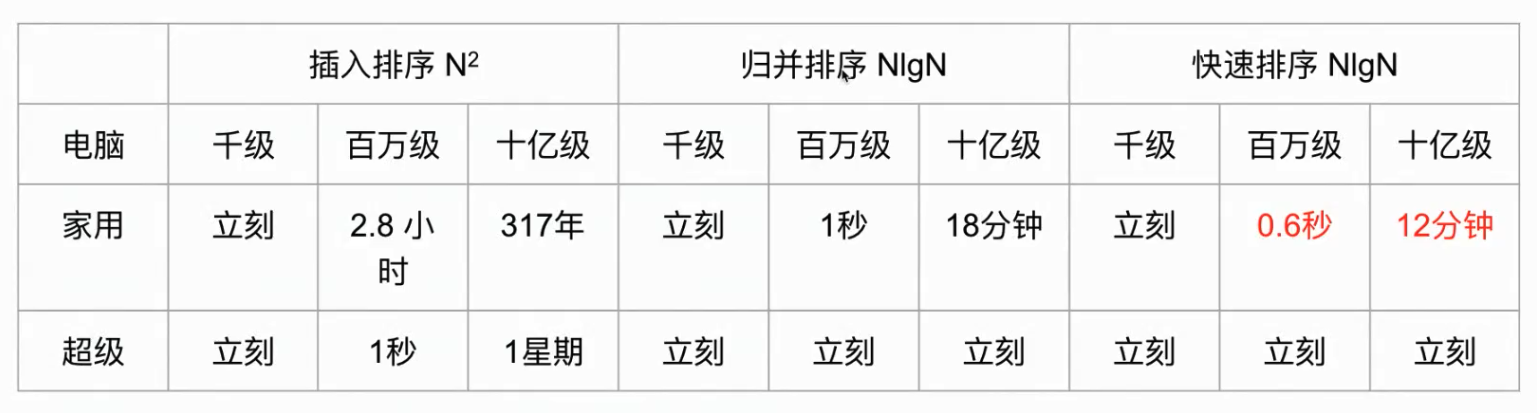 插入排序 N² 归并排序 NlgN 快速排序 NlgN
电脑 千级 百万级 十亿级 千级 百万级 十亿级 千级 百万级 十亿级
家用 立刻 2.8 小 317年 立刻 1秒 18分钟 立刻 0.6秒 12分钟
时
超级 立刻 1秒 1星期 立刻 立刻 立刻 立刻 立刻 立刻